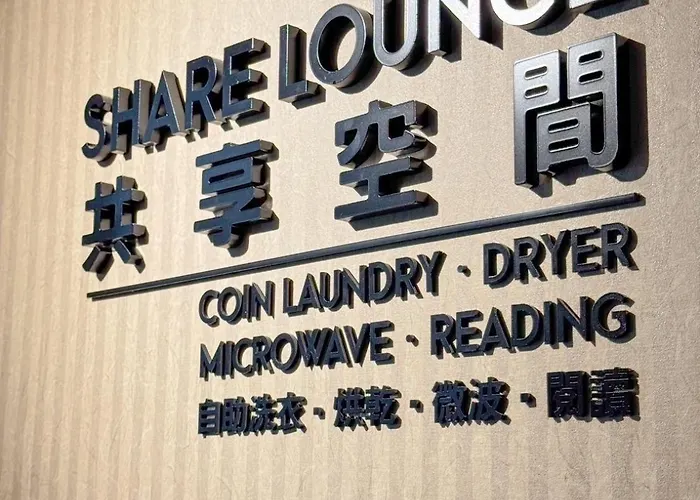 SHARE LOUNGE
共享空間
COIN LAUNDRY · DRYER
MICROWAVE · READING
自助洗衣 · 烘乾 · 微波 · 閱讀